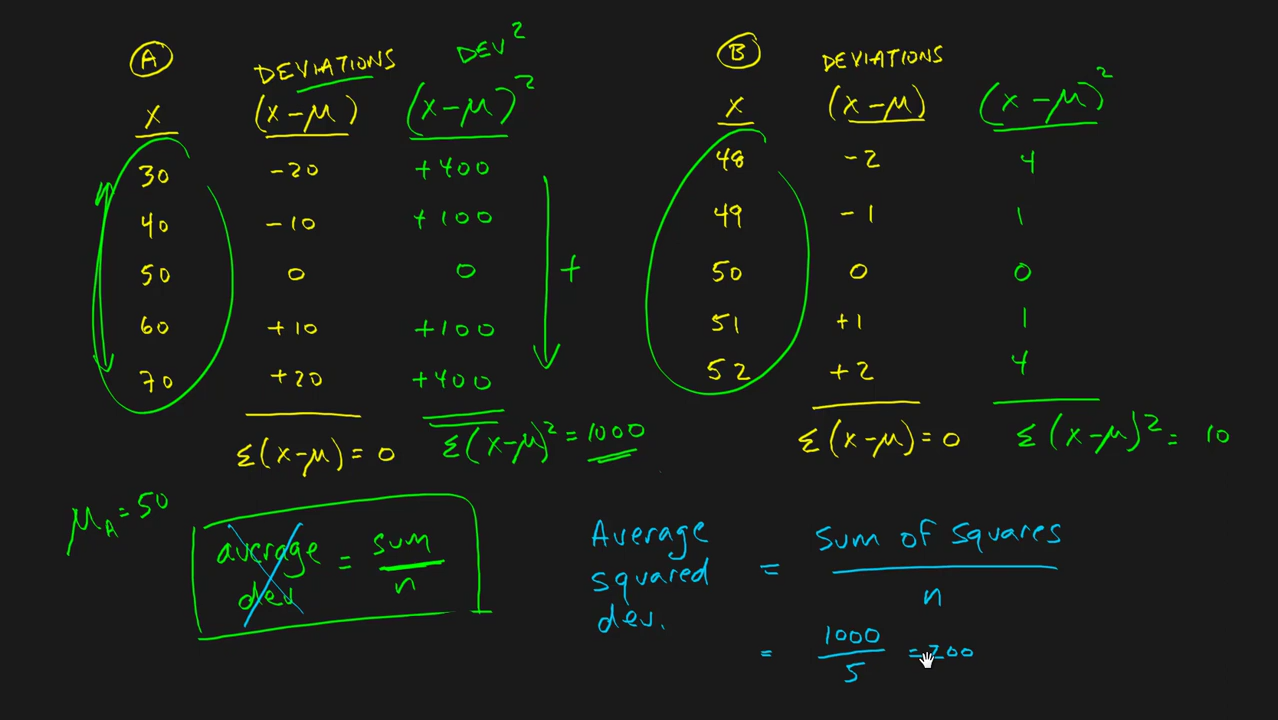 A DEVIATIONS DEV²
X (X-μ) (X-μ)²
30 -20 +400
40 -10 +100
50 0 0
60 +10 +100
70 +20 +400
+
Σ(X-μ) = 0 Σ(X-μ)² = 1000
B DEVIATIONS
X (X-μ) (X-μ)²
48 -2 4
49 -1 1
50 0 0
51 +1 1
52 +2 4
Σ(X-μ) = 0 Σ(X-μ)² = 10
μA = 50
average dev = sum / n
Average
squared
dev.
= sum of squares / n
= 1000 / 5 = 200